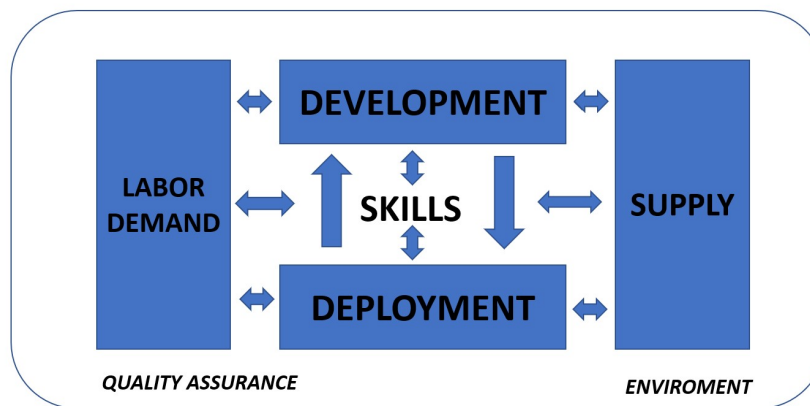 DEVELOPMENT
LABOR
DEMAND
SKILLS
SUPPLY
DEPLOYMENT
QUALITY ASSURANCE
ENVIROMENT